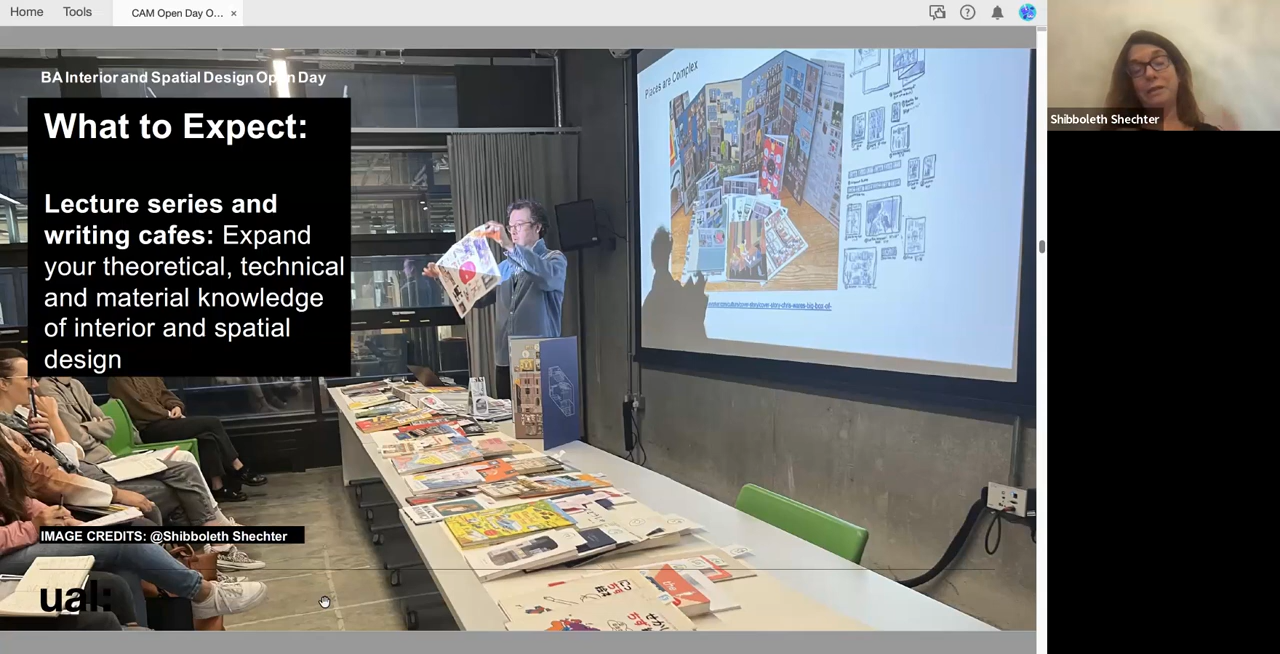 Home
Tools
CAM Open Day O... ×
BA Interior and Spatial Design Open Day
What to Expect:
Lecture series and
writing cafes: Expand
your theoretical, technical
and material knowledge
of interior and spatial
design
Places are Complex
Shibboleth Shechter
IMAGE CREDITS: @Shibboleth Shechter
ual: